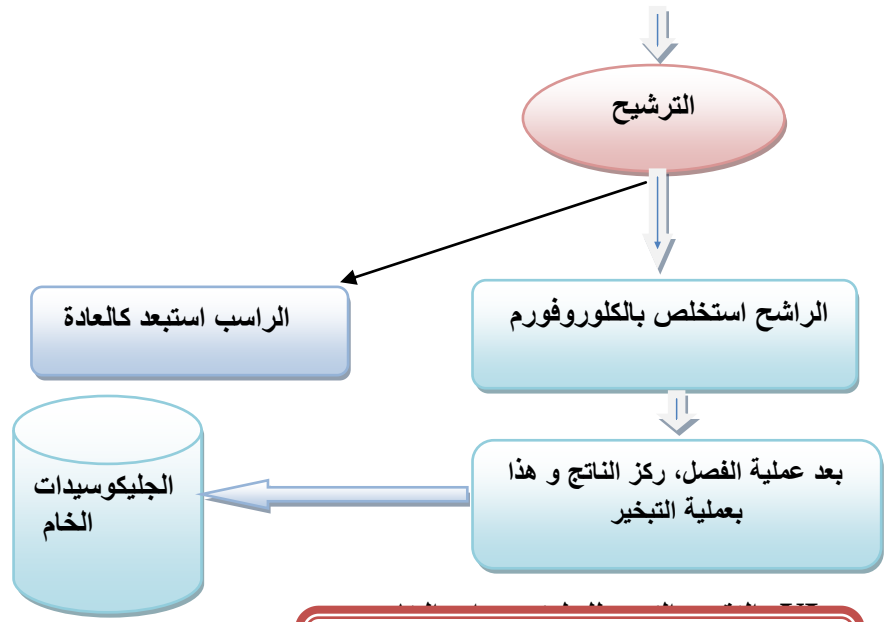 الترشيح
الراشح استخلص بالكلوروفورم
الراسب استبعد كالعادة
بعد عملية الفصل، ركز الناتج و هذا
بعملية التبخير
الجليكوسيدات
الخام